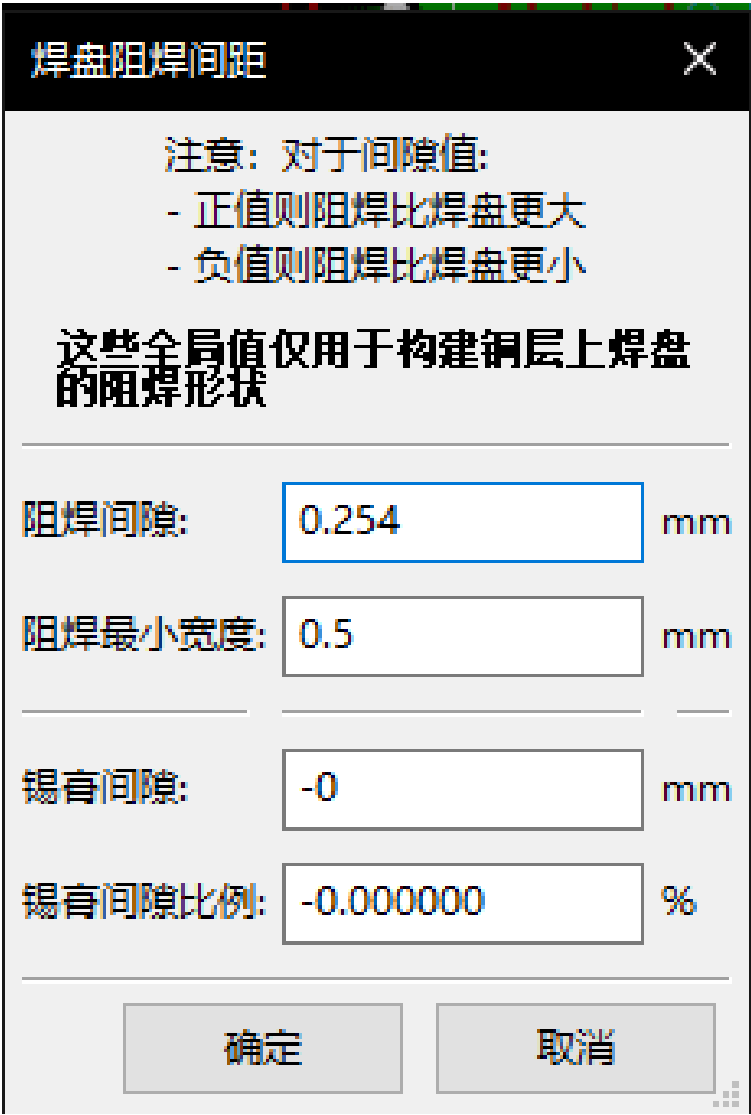 焊盘阻焊间距
注意：对于间隙值:
- 正值则阻焊比焊盘更大
- 负值则阻焊比焊盘更小
这些全局值仅用于构建铜层上焊盘
的阻焊形状
阻焊间隙: 0.254 mm
阻焊最小宽度: 0.5 mm
锡膏间隙: -0 mm
锡膏间隙比例: -0.000000 %
确定 取消